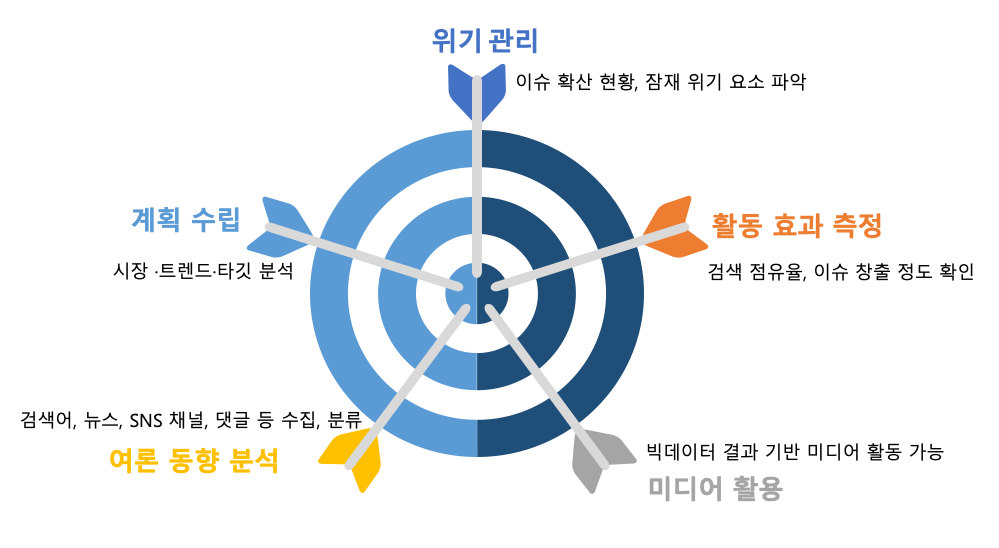 위기 관리
이슈 확산 현황, 잠재 위기 요소 파악
계획 수립
시장 ·트렌드·타깃 분석
활동 효과 측정
검색 점유율, 이슈 창출 정도 확인
검색어, 뉴스, SNS 채널, 댓글 등 수집, 분류
여론 동향 분석
빅데이터 결과 기반 미디어 활동 가능
미디어 활용